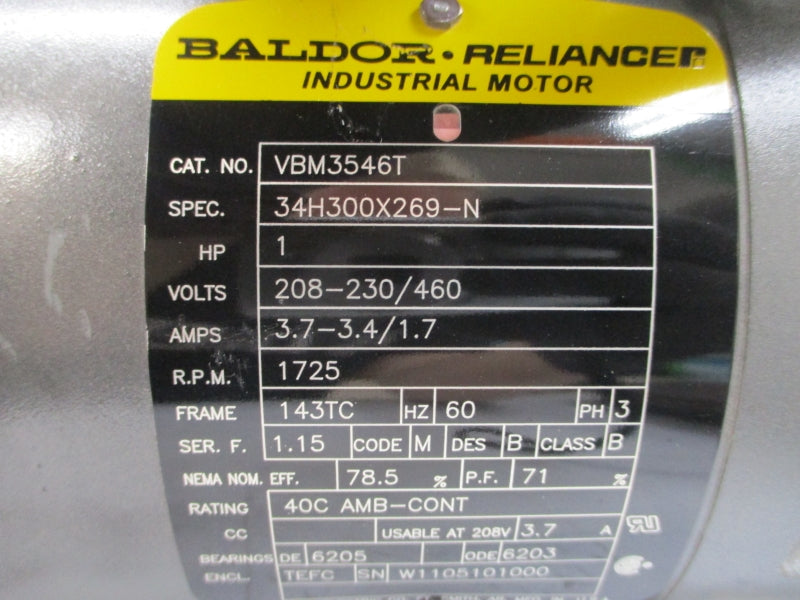 BALDOR • RELIANCER
INDUSTRIAL MOTOR
CAT. NO. VBM3546T
SPEC. 34H300X269-N
HP 1
VOLTS 208-230/460
AMPS 3.7-3.4/1.7
R.P.M. 1725
FRAME 143TC HZ 60 PH 3
SER. F. 1.15 CODE M DES B CLASS B
NEMA NOM. EFF. 78.5 % P.F. 71 %
RATING 40C AMB-CONT
CC USABLE AT 208V 3.7 A
BEARINGS DE 6205 ODE 6203
ENCL. TEFC SN W1105101000